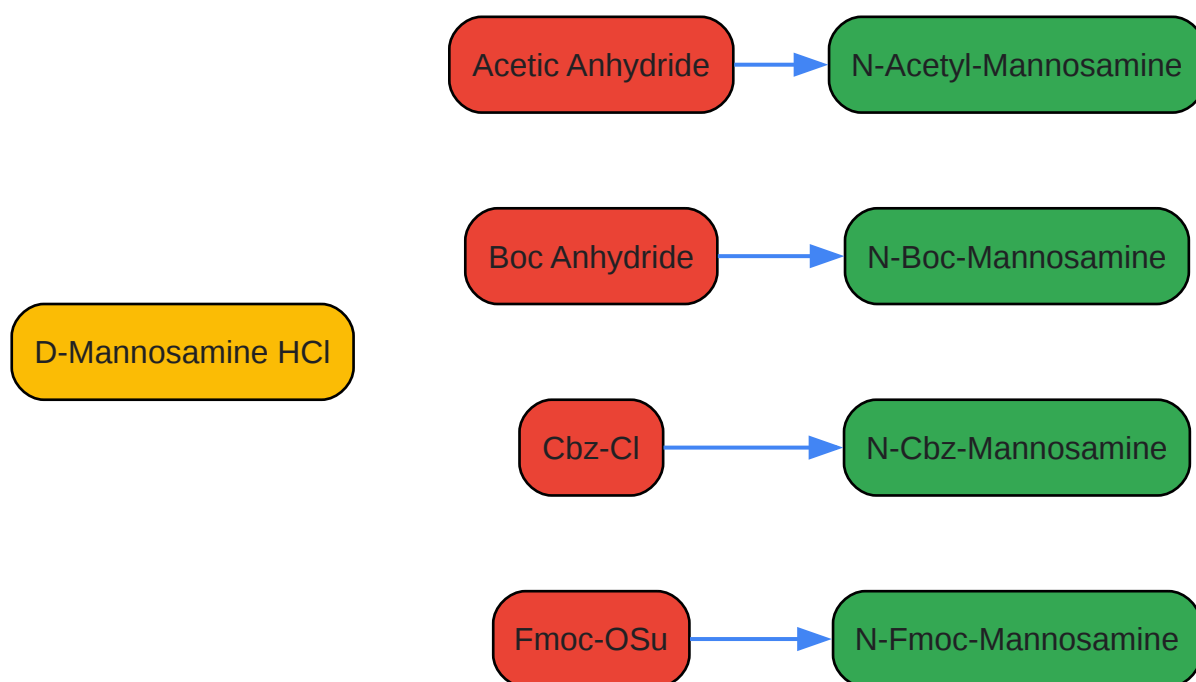 Acetic Anhydride
N-Acetyl-Mannosamine
Boc Anhydride
N-Boc-Mannosamine
D-Mannosamine HCl
Cbz-Cl
N-Cbz-Mannosamine
Fmoc-OSu
N-Fmoc-Mannosamine